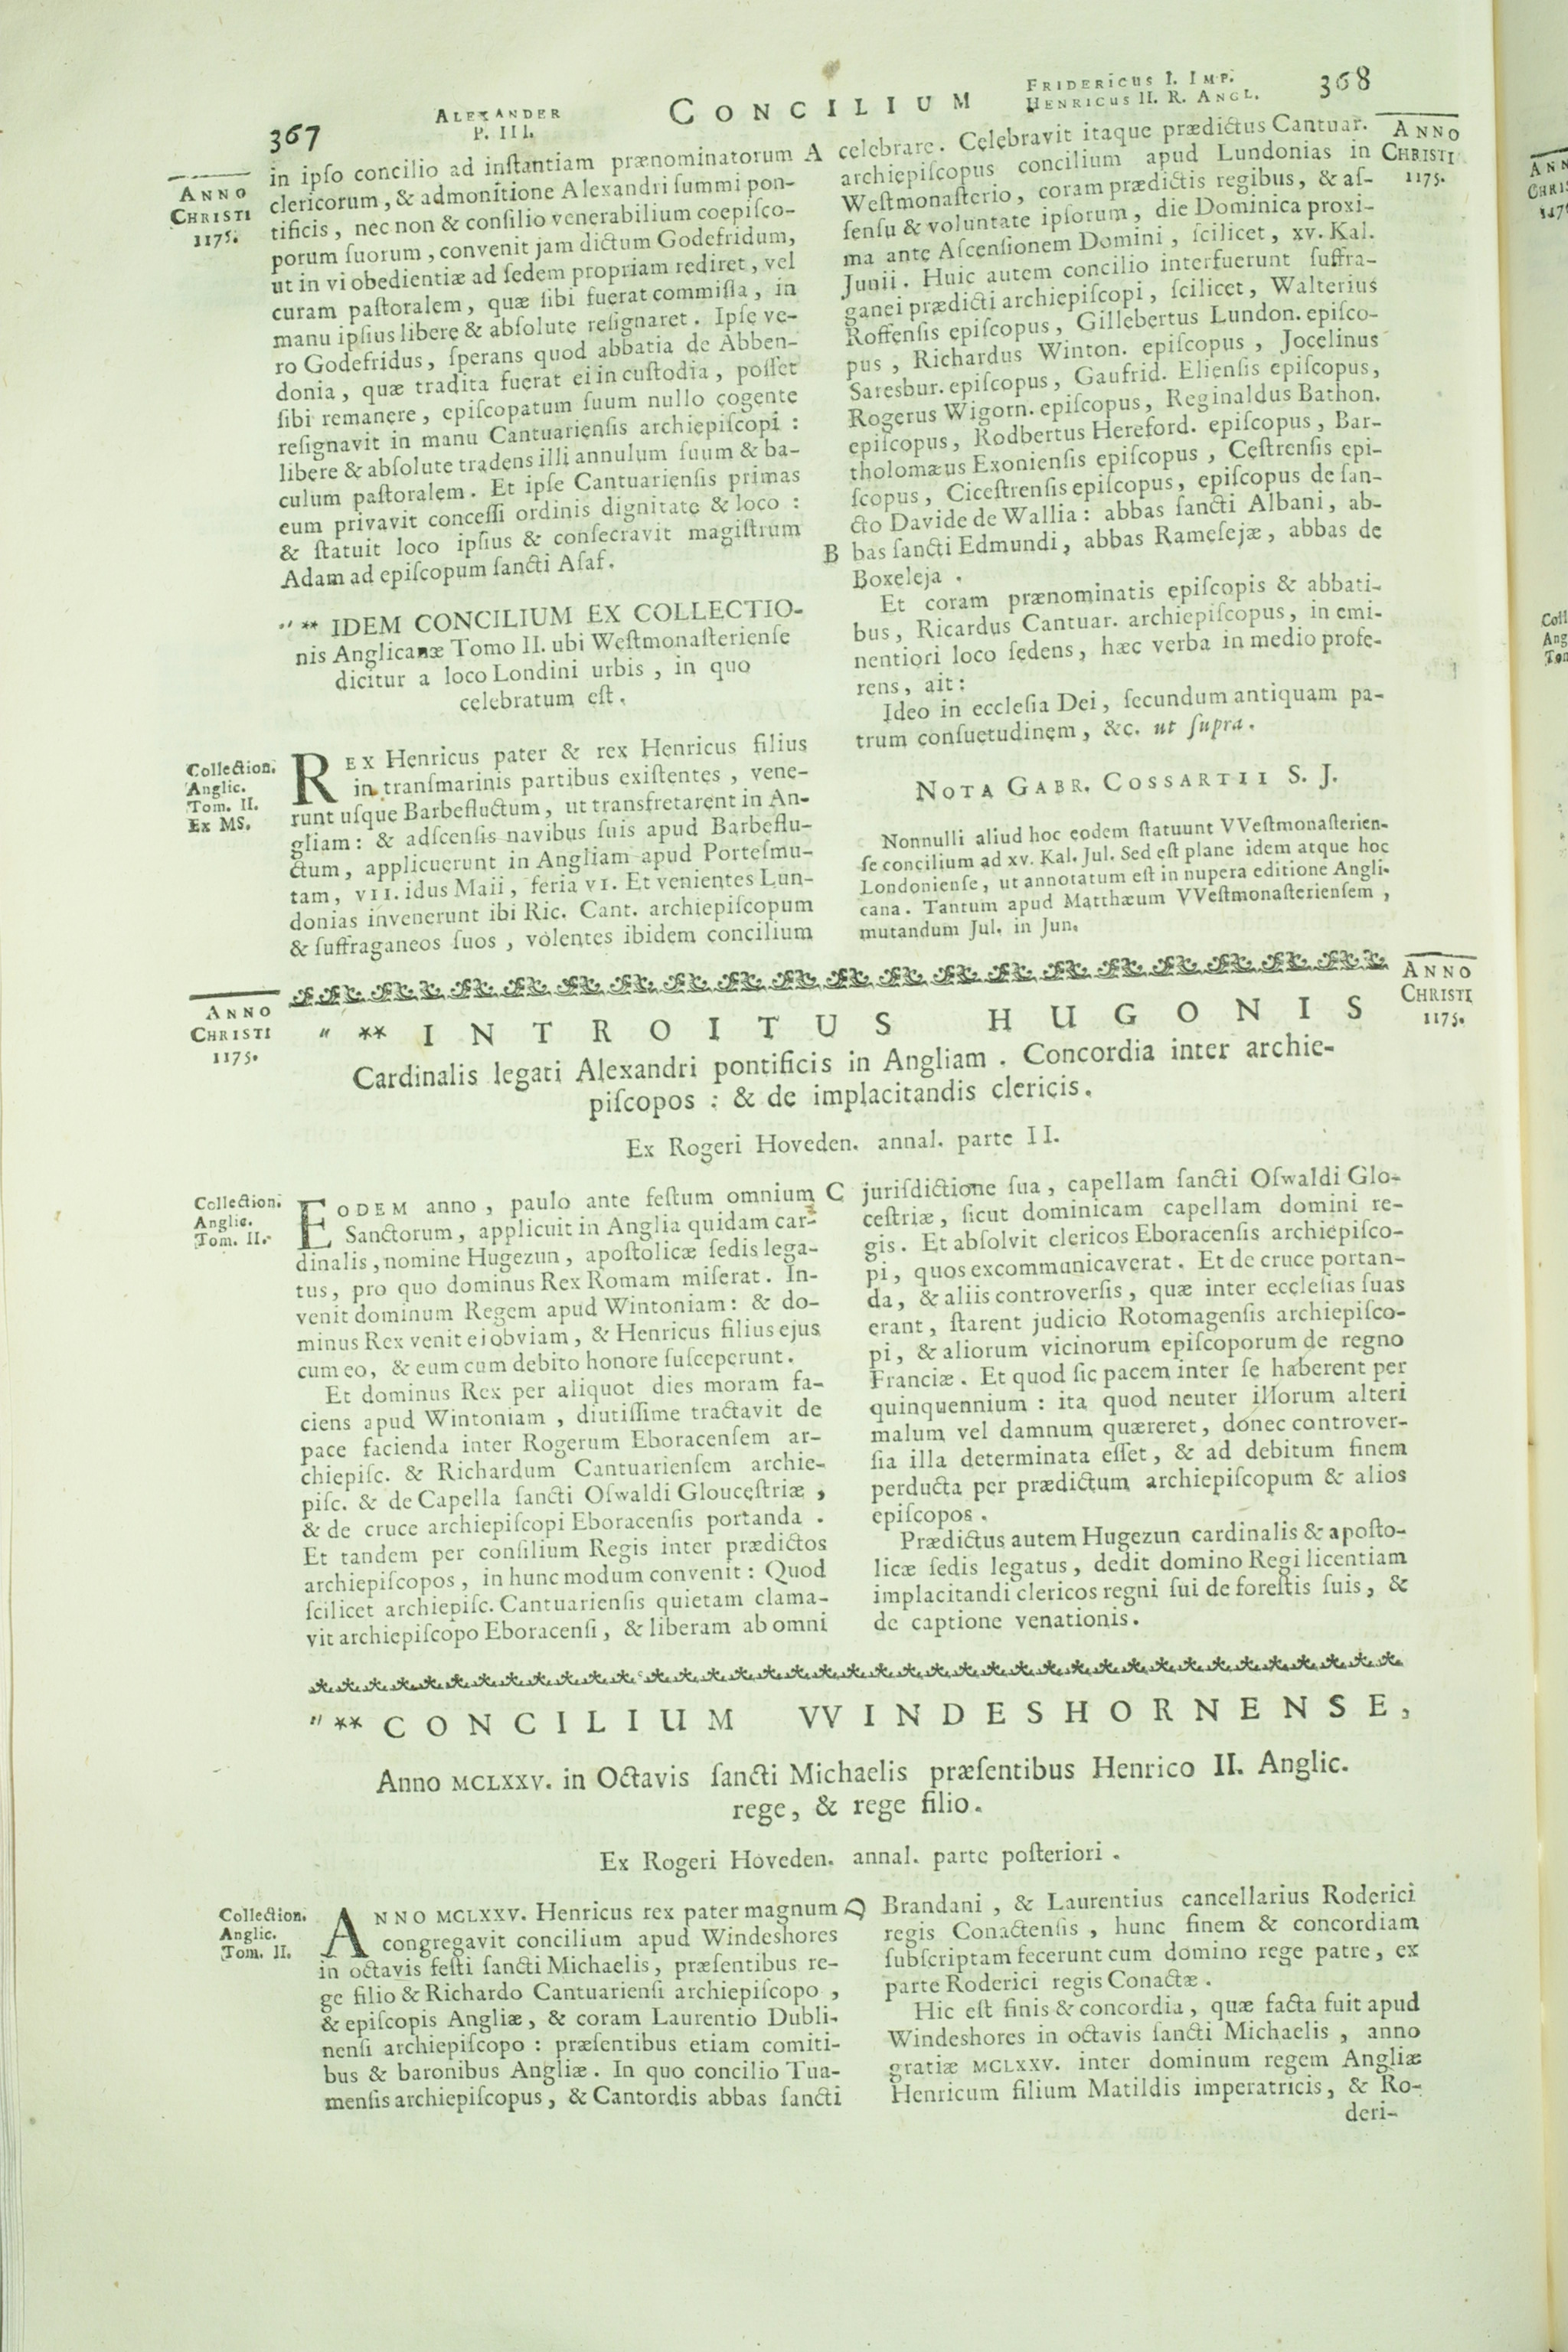 367
ALEXANDER
P. III.
CONCILIUM
FRIDERICUS I. IMP.
HENRICUS II. R. ANGL.
368
ANNO
CHRISTI
1175.
in ipſo concilio ad inſtantiam prænominatorum
clericorum, & admonitione Alexandri ſummi pon-
tificis, nec non & conſilio venerabilium coepiſco-
porum ſuorum, convenit jam dictum Godefridum,
ut in vi obedientiæ ad ſedem propriam rediret, vel
curam paſtoralem, quæ ſibi fuerat commiſſa, in
manu ipſius libere & abſolute reſignaret. Ipſe ve-
ro Godefridus, ſperans quod abbatia de Abben-
donia, quæ tradita fuerat ei in cuſtodia, poſſet
ſibi remanere, epiſcopatum ſuum nullo cogente
reſignavit in manu Cantuarienſis archiepiſcopi:
libere & abſolute tradens illi annulum ſuum & ba-
culum paſtoralem. Et ipſe Cantuarienſis primas
eum privavit conceſſi ordinis dignitate & loco:
& ſtatuit loco ipſius & conſecravit magiſtrum
Adam ad epiſcopum ſancti Aſaf.
" ** IDEM CONCILIUM EX COLLECTIO-
nis Anglicanæ Tomo II. ubi Weſtmonaſterienſe
dicitur a loco Londini urbis, in quo
celebratum eſt.
Collection.
Anglic.
Tom. II.
Ex MS.
REX Henricus pater & rex Henricus filius
in tranſmarinis partibus exiſtentes, vene-
runt uſque Barbefluctum, ut transfretarent in An-
gliam: & adſcenſis navibus ſuis apud Barbeflu-
ctum, applicuerunt in Angliam apud Porteſmu-
tam, VII. idus Maii, feria VI. Et venientes Lun-
donias invenerunt ibi Ric. Cant. archiepiſcopum
& ſuffraganeos ſuos, volentes ibidem concilium
A
celebrare. Celebravit itaque prædictus Cantuar.
archiepiſcopus concilium apud Lundonias in
Weſtmonaſterio, coram prædictis regibus, & aſ-
ſenſu & voluntate ipſorum, die Dominica proxi-
ma ante Aſcenſionem Domini, ſcilicet, XV. Kal.
Junii. Huic autem concilio interfuerunt ſuffra-
ganei prædicti archiepiſcopi, ſcilicet, Walterius
Roffenſis epiſcopus, Gillebertus Lundon. epiſco-
pus, Richardus Winton. epiſcopus, Jocelinus
Saresbur. epiſcopus, Gaufrid. Elienſis epiſcopus,
Rogerus Wigorn. epiſcopus, Reginaldus Bathon.
epiſcopus, Rodbertus Hereford. epiſcopus, Bar-
tholomæus Exonienſis epiſcopus, Ceſtrenſis epi-
ſcopus, Ciceſtrenſis epiſcopus, epiſcopus de ſan-
cto Davide de Wallia: abbas ſancti Albani, ab-
B
bas ſancti Edmundi, abbas Rameſejæ, abbas de
Boxeleja.
Et coram prænominatis epiſcopis & abbati-
bus, Ricardus Cantuar. archiepiſcopus, in emi-
nentiori loco ſedens, hæc verba in medio profe-
rens, ait:
Ideo in eccleſia Dei, ſecundum antiquam pa-
trum conſuetudinem, &c. ut ſupra.
NOTA GABR. COSSARTII S. J.
Nonnulli aliud hoc eodem ſtatuunt VVeſtmonaſterien-
ſe concilium ad XV. Kal. Jul. Sed eſt plane idem atque hoc
Londonienſe, ut annotatum eſt in nupera editione Angli-
cana. Tantum apud Matthæum VVeſtmonaſterienſem,
mutandum Jul. in Jun.
ANNO
CHRISTI
1175.
ANNO
CHRISTI
1175.
" ** INTROITUS HUGONIS
Cardinalis legati Alexandri pontificis in Angliam. Concordia inter archie-
piſcopos: & de implacitandis clericis.
Ex Rogeri Hoveden. annal. parte II.
ANNO
CHRISTI
1175.
Collection.
Anglic.
Tom. II.
EODEM anno, paulo ante feſtum omnium
Sanctorum, applicuit in Anglia quidam car-
dinalis, nomine Hugezun, apoſtolicæ ſedis lega-
tus, pro quo dominus Rex Romam miſerat. In-
venit dominum Regem apud Wintoniam: & do-
minus Rex venit ei obviam, & Henricus filius ejus
cum eo, & eum cum debito honore ſuſceperunt.
Et dominus Rex per aliquot dies moram fa-
ciens apud Wintoniam, diutiſſime tractavit de
pace facienda inter Rogerum Eboracenſem ar-
chiepiſc. & Richardum Cantuarienſem archie-
piſc. & de Capella ſancti Oſwaldi Glouceſtriæ,
& de cruce archiepiſcopi Eboracenſis portanda.
Et tandem per conſilium Regis inter prædictos
archiepiſcopos, in hunc modum convenit: Quod
ſcilicet archiepiſc. Cantuarienſis quietam clama-
vit archiepiſcopo Eboracenſi, & liberam ab omni
C
jurisdictione ſua, capellam ſancti Oſwaldi Glo-
ceſtriæ, ſicut dominicam capellam domini re-
gis. Et abſolvit clericos Eboracenſis archiepiſco-
pi, quos excommunicaverat. Et de cruce portan-
da, & aliis controverſis, quæ inter eccleſias ſuas
erant, ſtarent judicio Rotomagenſis archiepiſco-
pi, & aliorum vicinorum epiſcoporum de regno
Franciæ. Et quod ſic pacem inter ſe haberent per
quinquennium: ita quod neuter illorum alteri
malum vel damnum quæreret, donec controver-
ſia illa determinata eſſet, & ad debitum finem
perducta per prædictum archiepiſcopum & alios
epiſcopos.
Prædictus autem Hugezun cardinalis & apoſto-
licæ ſedis legatus, dedit domino Regi licentiam
implacitandi clericos regni ſui de foreſtis ſuis, &
de captione venationis.
" ** CONCILIUM VVINDESHORNENSE,
Anno MCLXXV. in Octavis ſancti Michaelis præſentibus Henrico II. Anglic.
rege, & rege filio.
Ex Rogeri Hoveden. annal. parte poſteriori.
Collection.
Anglic.
Tom. II.
ANNO MCLXXV. Henricus rex pater magnum
congregavit concilium apud Windeshores
in octavis feſti ſancti Michaelis, præſentibus re-
ge filio & Richardo Cantuarienſi archiepiſcopo,
& epiſcopis Angliæ, & coram Laurentio Dubli-
nenſi archiepiſcopo: præſentibus etiam comiti-
bus & baronibus Angliæ. In quo concilio Tua-
menſis archiepiſcopus, & Cantordis abbas ſancti
D
Brandani, & Laurentius cancellarius Roderici
regis Conactenſis, hunc finem & concordiam
ſubſcriptam fecerunt cum domino rege patre, ex
parte Roderici regis Conactæ.
Hic eſt finis & concordia, quæ facta fuit apud
Windeshores in octavis ſancti Michaelis, anno
gratiæ MCLXXV. inter dominum regem Angliæ
Henricum filium Matildis imperatricis, & Ro-
deri-